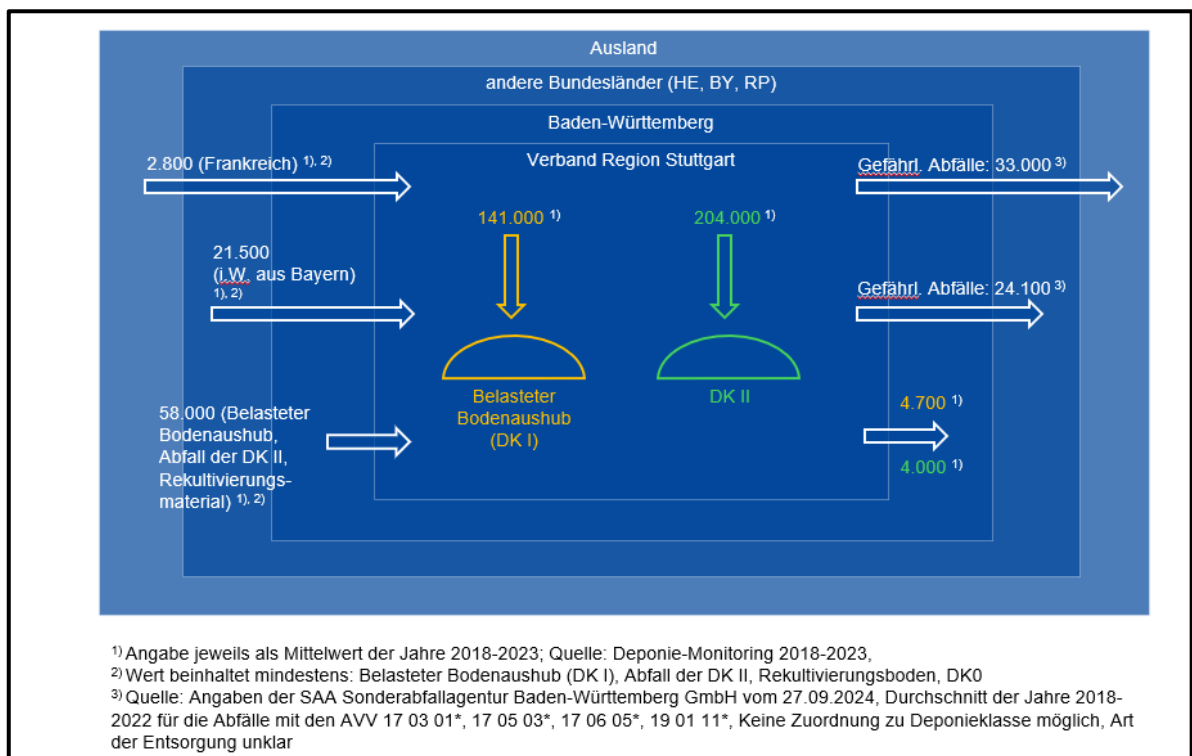 Ausland
andere Bundesländer (HE, BY, RP)
Baden-Württemberg
Verband Region Stuttgart
2.800 (Frankreich) 1), 2)
Gefährl. Abfälle: 33.000 3)
141.000 1)
204.000 1)
21.500
(i.W. aus Bayern)
1), 2)
Gefährl. Abfälle: 24.100 3)
Belasteter
Bodenaushub
(DK I)
DK II
58.000 (Belasteter
Bodenaushub,
Abfall der DK II,
Rekultivierungs-
material) 1), 2)
4.700 1)
4.000 1)
1) Angabe jeweils als Mittelwert der Jahre 2018-2023; Quelle: Deponie-Monitoring 2018-2023,
2) Wert beinhaltet mindestens: Belasteter Bodenaushub (DK I), Abfall der DK II, Rekultivierungsboden, DK0
3) Quelle: Angaben der SAA Sonderabfallagentur Baden-Württemberg GmbH vom 27.09.2024, Durchschnitt der Jahre 2018-
2022 für die Abfälle mit den AVV 17 03 01*, 17 05 03*, 17 06 05*, 19 01 11*, Keine Zuordnung zu Deponieklasse möglich, Art
der Entsorgung unklar